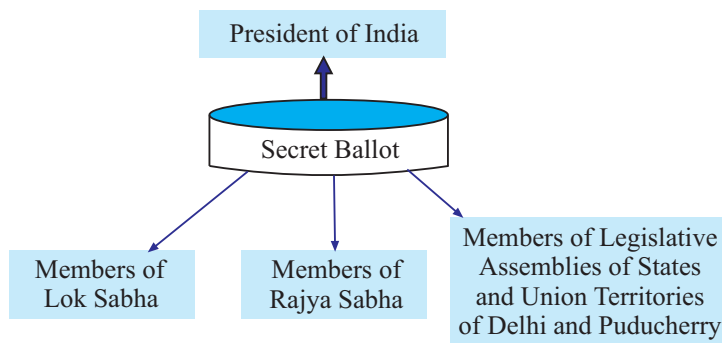 President of India
Secret Ballot
Members of
Lok Sabha
Members of
Rajya Sabha
Members of Legislative
Assemblies of States
and Union Territories
of Delhi and Puducherry